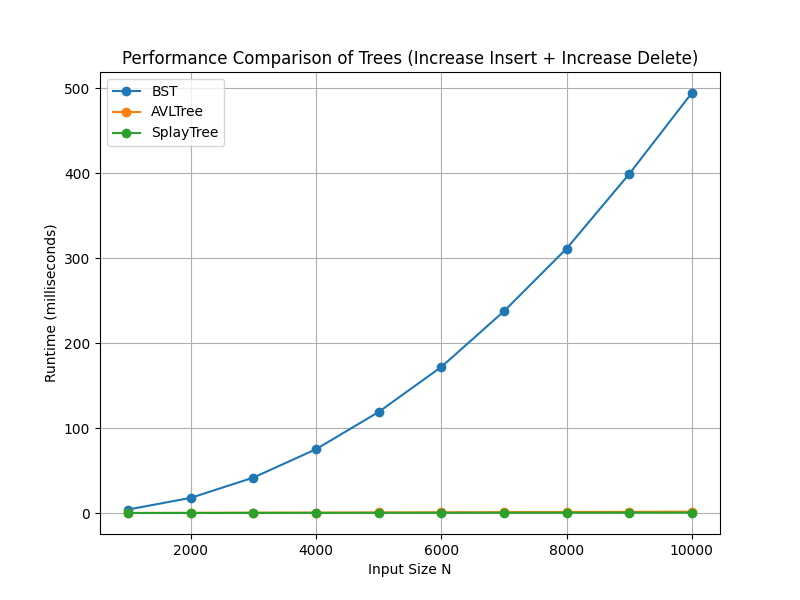 Performance Comparison of Trees (Increase Insert + Increase Delete)
BST
AVLTree
SplayTree
Runtime (milliseconds)
500
400
300
200
100
0
2000 4000 6000 8000 10000
Input Size N